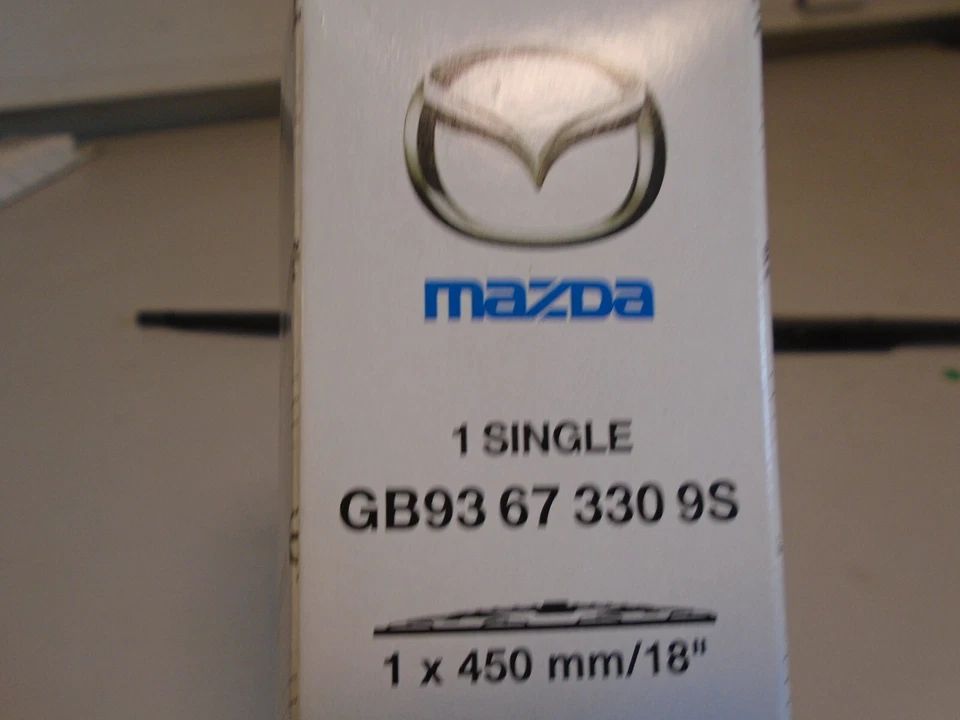 mazda
1 SINGLE
GB93 67 330 9S
1 x 450 mm/18"